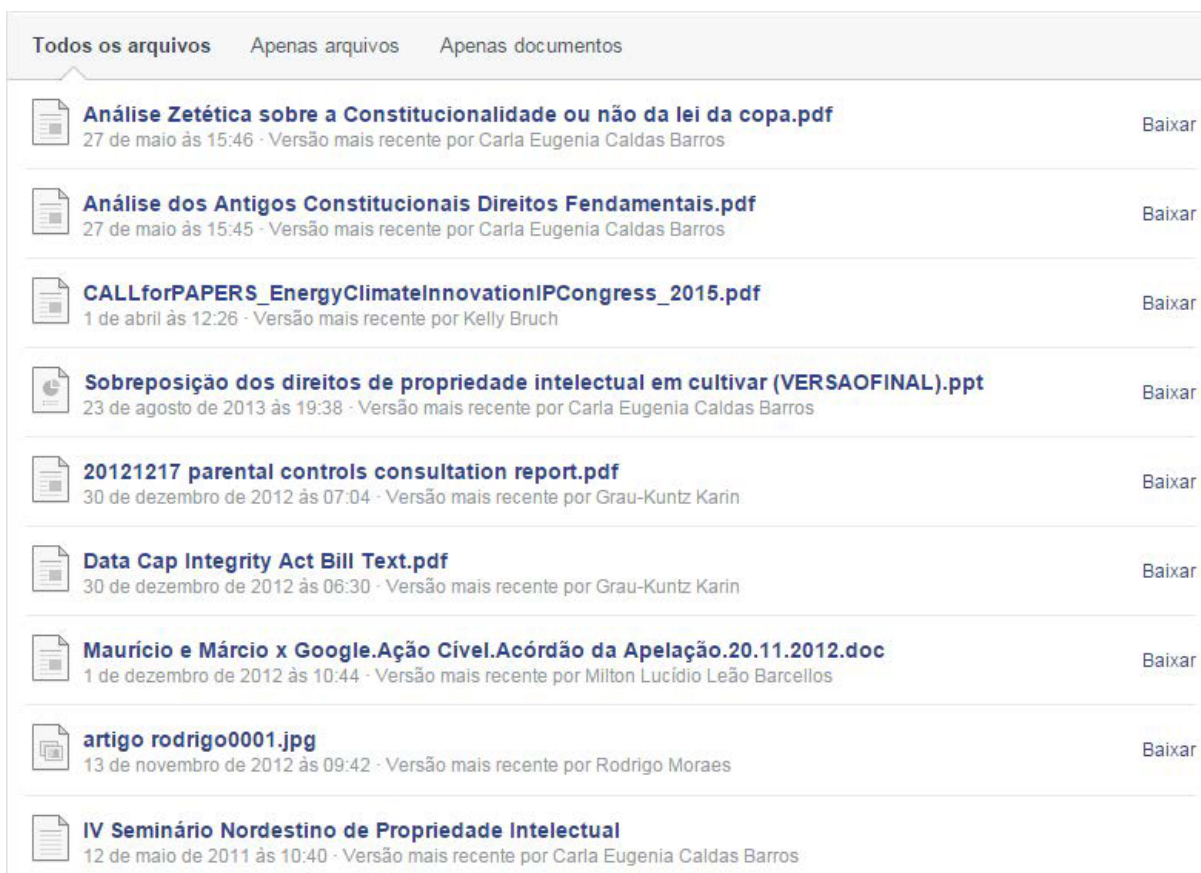 Todos os arquivos Apenas arquivos Apenas documentos
Análise Zetética sobre a Constitucionalidade ou não da lei da copa.pdf
Baixar
27 de maio às 15:46 · Versão mais recente por Carla Eugenia Caldas Barros
Análise dos Antigos Constitucionais Direitos Fendamentais.pdf
Baixar
27 de maio às 15:45 · Versão mais recente por Carla Eugenia Caldas Barros
CALLforPAPERS_EnergyClimateInnovationIPCongress_2015.pdf
Baixar
1 de abril às 12:26 · Versão mais recente por Kelly Bruch
Sobreposição dos direitos de propriedade intelectual em cultivar (VERSAOFINAL).ppt
Baixar
23 de agosto de 2013 às 19:38 · Versão mais recente por Carla Eugenia Caldas Barros
20121217 parental controls consultation report.pdf
Baixar
30 de dezembro de 2012 às 07:04 · Versão mais recente por Grau-Kuntz Karin
Data Cap Integrity Act Bill Text.pdf
Baixar
30 de dezembro de 2012 às 06:30 · Versão mais recente por Grau-Kuntz Karin
Maurício e Márcio x Google.Ação Cível.Acórdão da Apelação.20.11.2012.doc
Baixar
1 de dezembro de 2012 às 10:44 · Versão mais recente por Milton Lucídio Leão Barcellos
artigo rodrigo0001.jpg
Baixar
13 de novembro de 2012 às 09:42 · Versão mais recente por Rodrigo Moraes
IV Seminário Nordestino de Propriedade Intelectual
12 de maio de 2011 às 10:40 · Versão mais recente por Carla Eugenia Caldas Barros